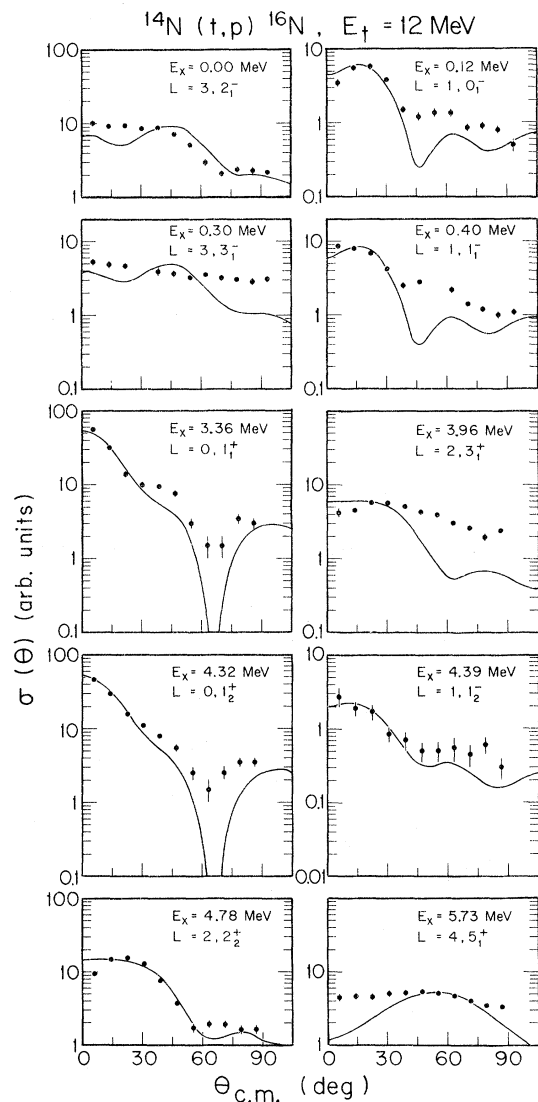 ¹⁴N (t,p) ¹⁶N, E_t = 12 MeV
100
10
1
E_x = 0.00 MeV
L = 3, 2₁⁻
10
1
0.1
E_x = 0.12 MeV
L = 1, 0₁⁻
10
1
0.1
E_x = 0.30 MeV
L = 3, 3₁⁻
10
1
0.1
E_x = 0.40 MeV
L = 1, 1₁⁻
100
10
1
0.1
E_x = 3.36 MeV
L = 0, 1₁⁺
100
10
1
0.1
E_x = 3.96 MeV
L = 2, 3₁⁺
σ (θ) (arb. units)
100
10
1
0.1
E_x = 4.32 MeV
L = 0, 1₂⁺
10
1
0.1
0.01
E_x = 4.39 MeV
L = 1, 1₂⁻
100
10
1
E_x = 4.78 MeV
L = 2, 2₂⁺
100
10
1
E_x = 5.73 MeV
L = 4, 5₁⁺
0 30 60 90
0 30 60 90
θ_c.m. (deg)